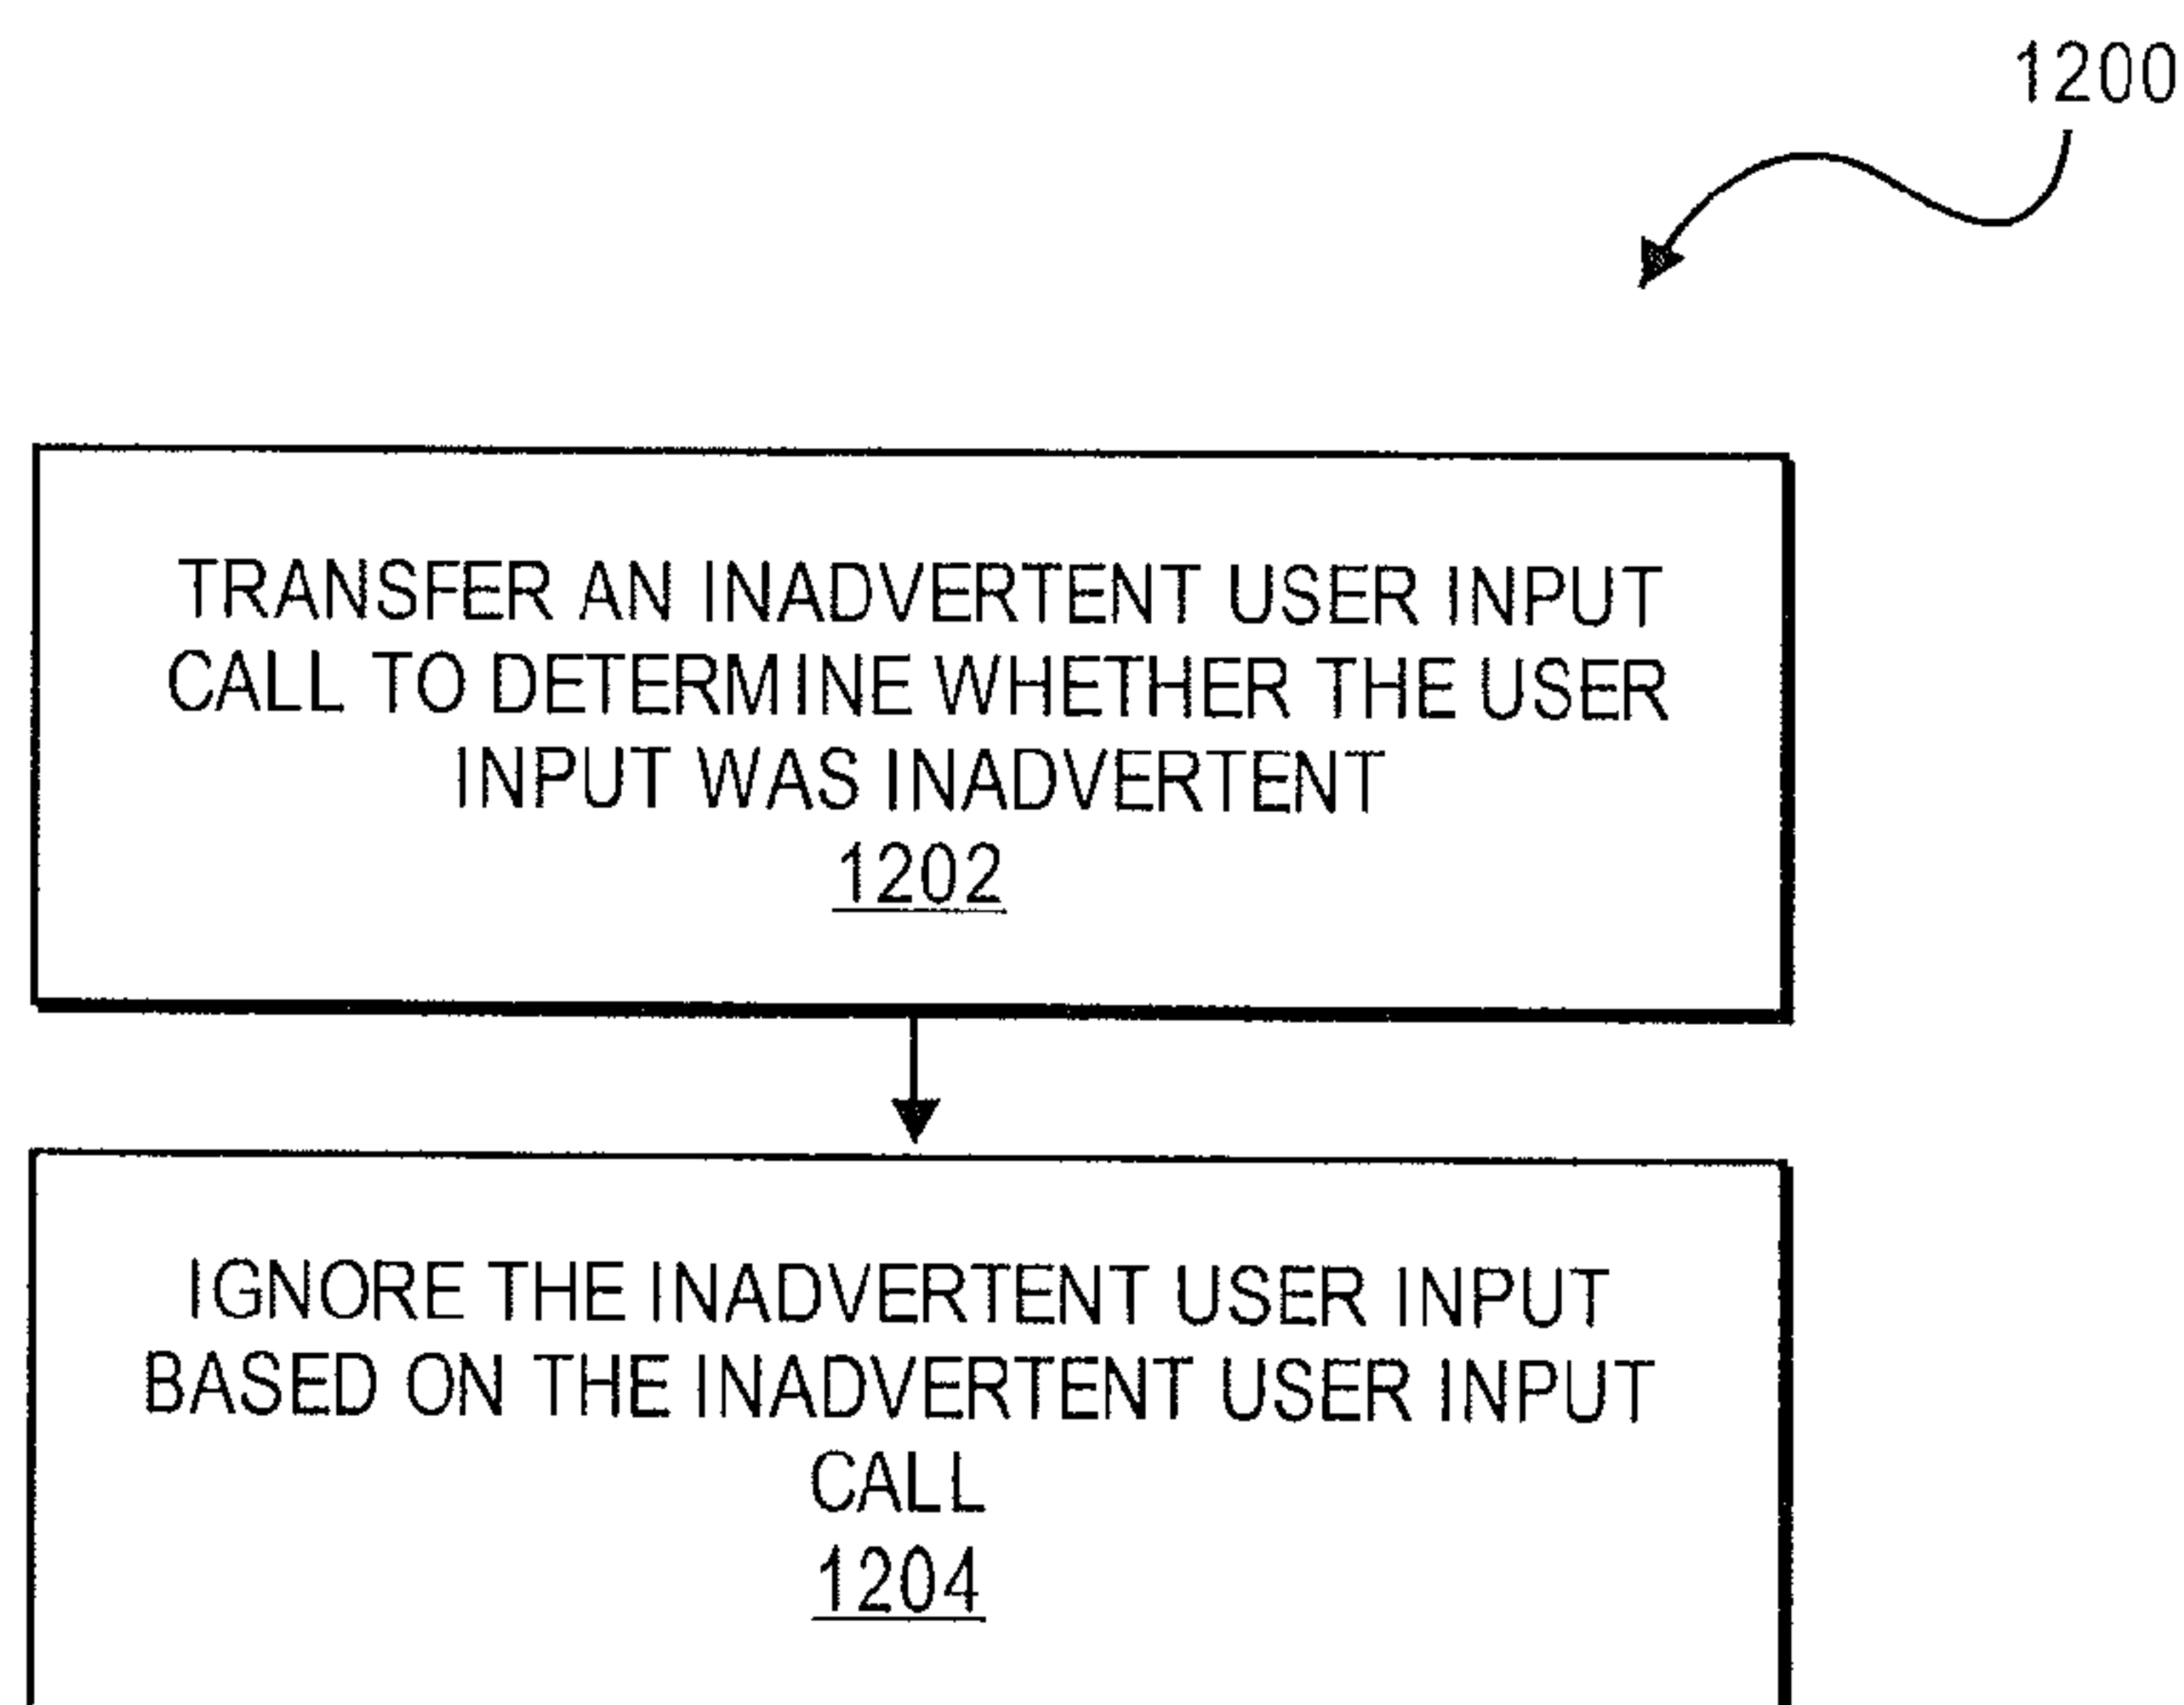 1200
TRANSFER AN INADVERTENT USER INPUT
CALL TO DETERMINE WHETHER THE USER
INPUT WAS INADVERTENT
1202
IGNORE THE INADVERTENT USER INPUT
BASED ON THE INADVERTENT USER INPUT
CALL
1204